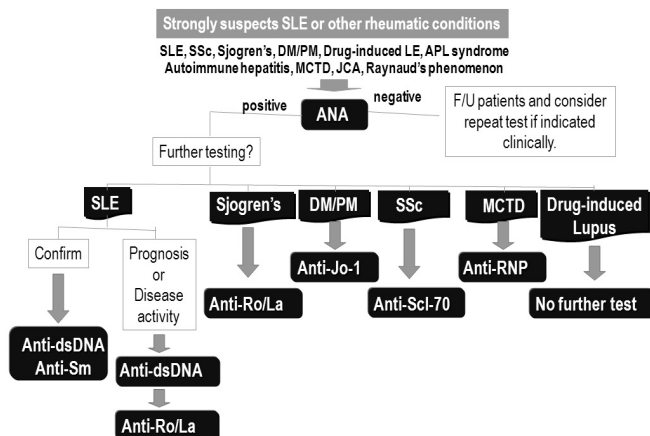 Strongly suspects SLE or other rheumatic conditions
SLE, SSc, Sjogren's, DM/PM, Drug-induced LE, APL syndrome
Autoimmune hepatitis, MCTD, JCA, Raynaud's phenomenon
positive
ANA
negative
F/U patients and consider
repeat test if indicated
clinically.
Further testing?
SLE
Sjogren's
DM/PM
SSc
MCTD
Drug-induced
Lupus
Confirm
Prognosis
or
Disease
activity
Anti-Jo-1
Anti-RNP
Anti-Ro/La
Anti-Scl-70
No further test
Anti-dsDNA
Anti-Sm
Anti-dsDNA
Anti-Ro/La